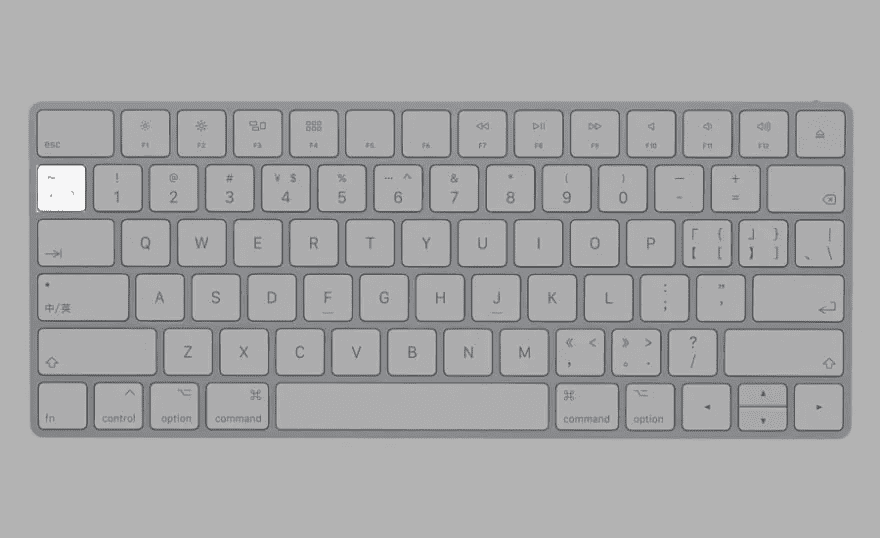 esc F1 F2 F3 F4 F5 F6 F7 F8 F9 F10 F11 F12
~ ! @ # ¥ $ % … ^ & * ( ) — +
· ` 1 2 3 4 5 6 7 8 9 0 - =
Q W E R T Y U I O P 「 { 」 } |
【 [ 】 ] 、 \
中/英 A S D F G H J K L : ; " '
Z X C V B N M 《 < 》 > ?
, 。 . /
fn control option command command option